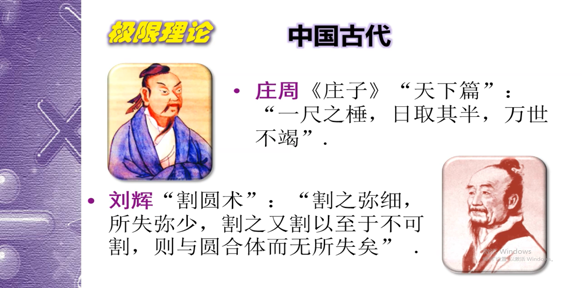 极限理论
中国古代
• 庄周《庄子》“天下篇”：
“一尺之棰，日取其半，万世
不竭”．
• 刘辉“割圆术”：“割之弥细，
所失弥少，割之又割以至于不可
割，则与圆合体而无所失矣” ．
Windows